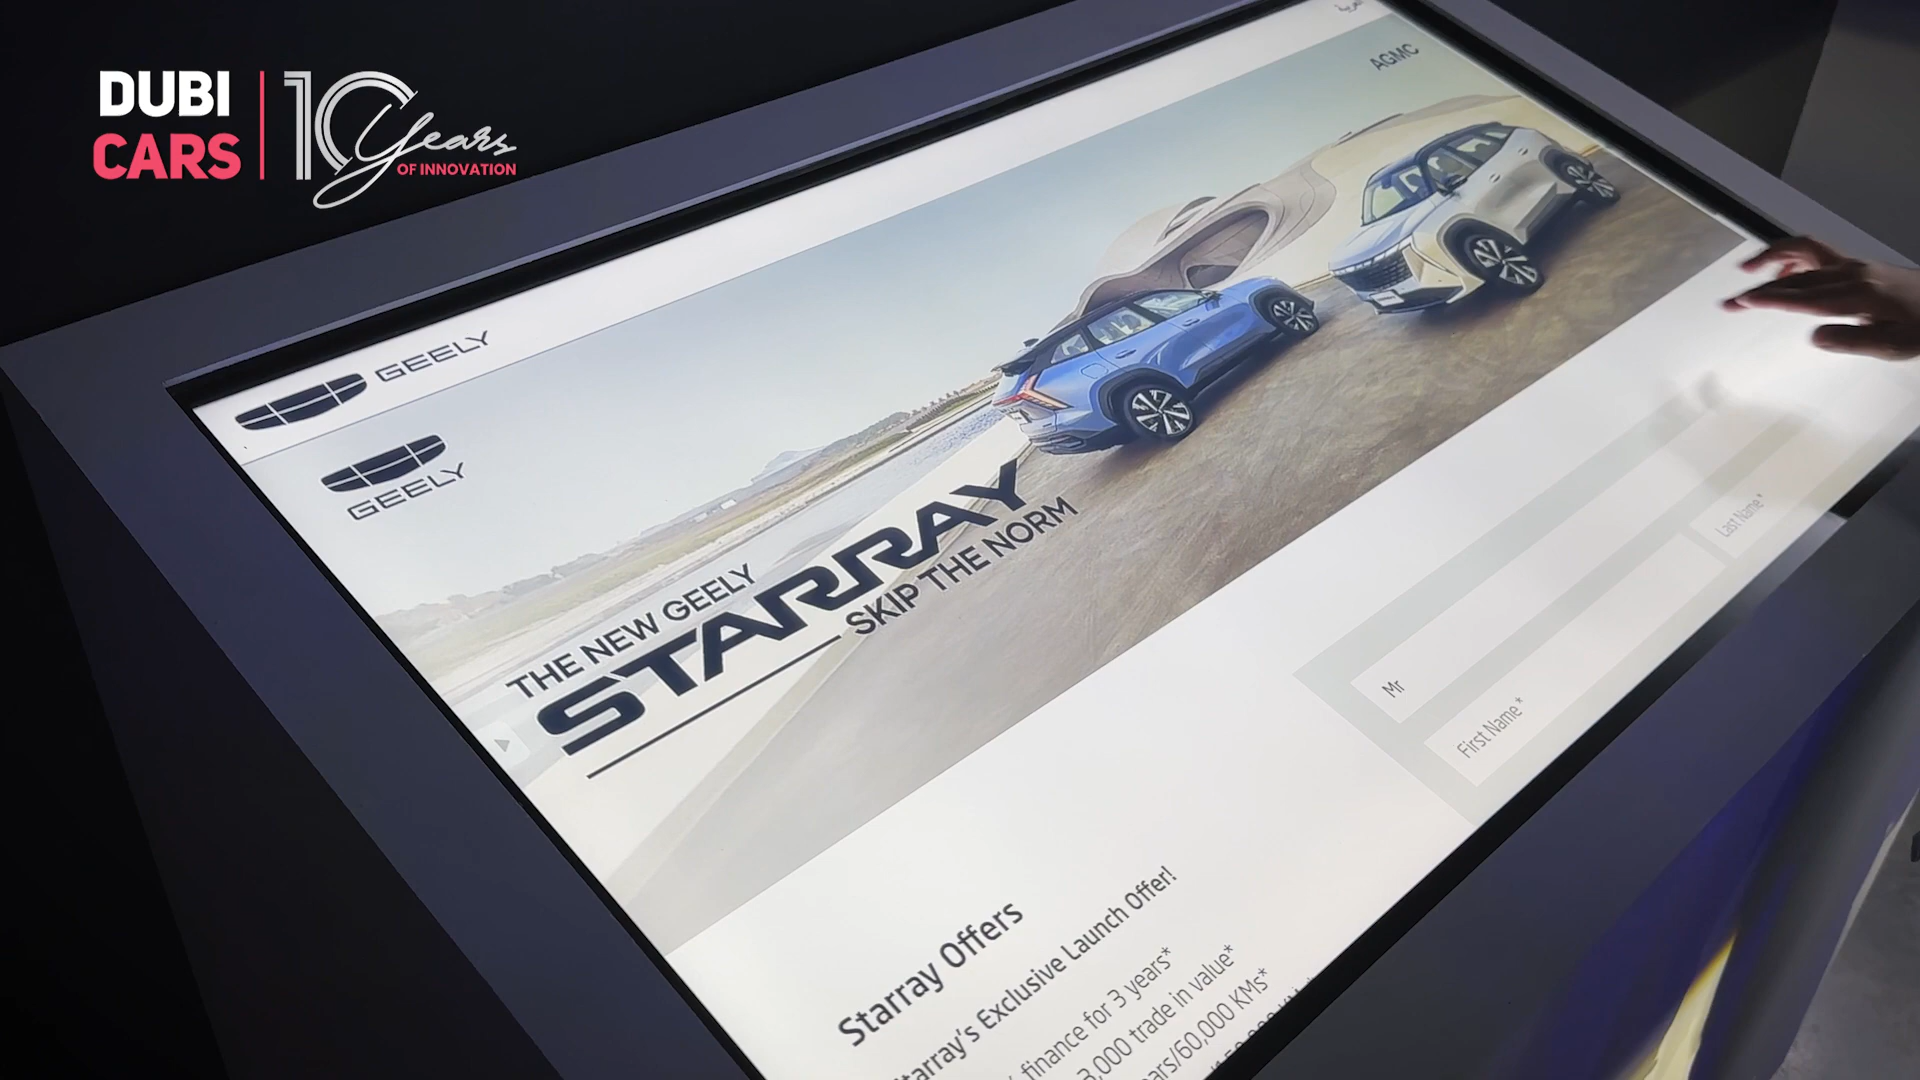 DUBI
CARS
10 Years
OF INNOVATION
العربية
AGMC
GEELY
GEELY
THE NEW GEELY
STARRAY
SKIP THE NORM
Mr
First Name*
Last Name*
Starray Offers
Exclusive Launch Offer!
finance for 3 years*
trade in value*
60,000 KMs*